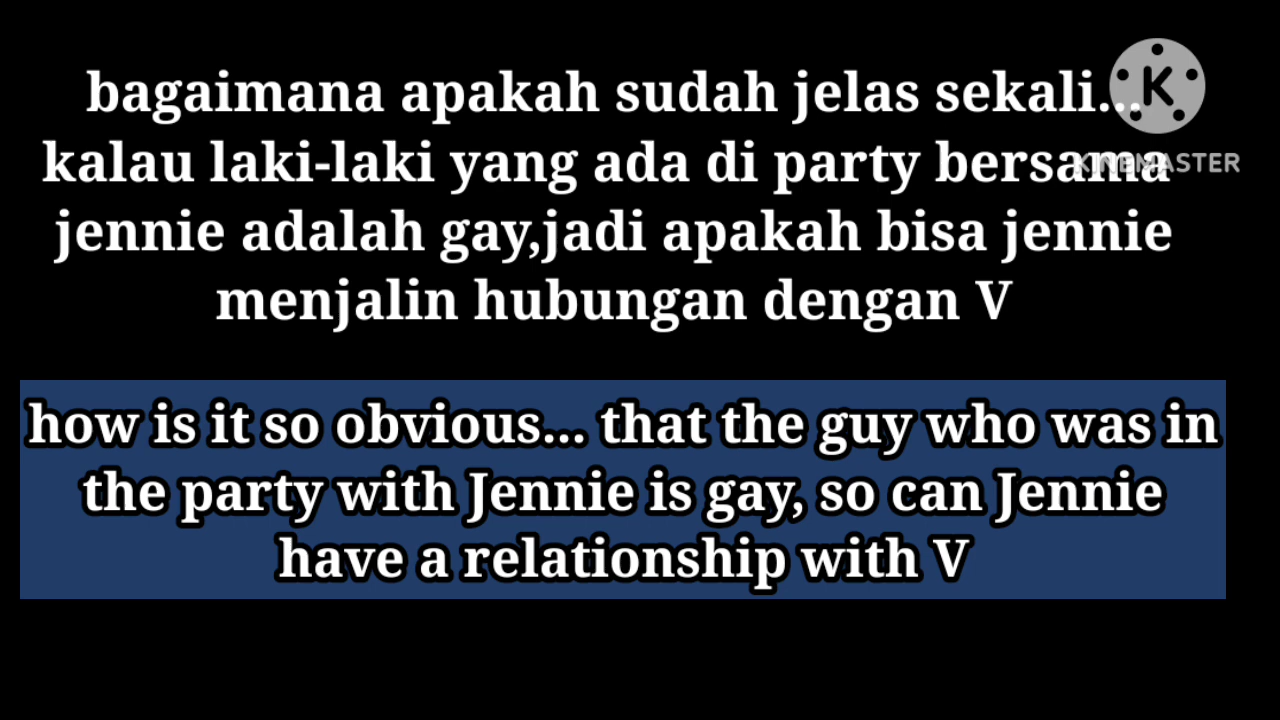 bagaimana apakah sudah jelas sekali...
kalau laki-laki yang ada di party bersama
KINEMASTER
jennie adalah gay,jadi apakah bisa jennie
menjalin hubungan dengan V
how is it so obvious... that the guy who was in
the party with Jennie is gay, so can Jennie
have a relationship with V